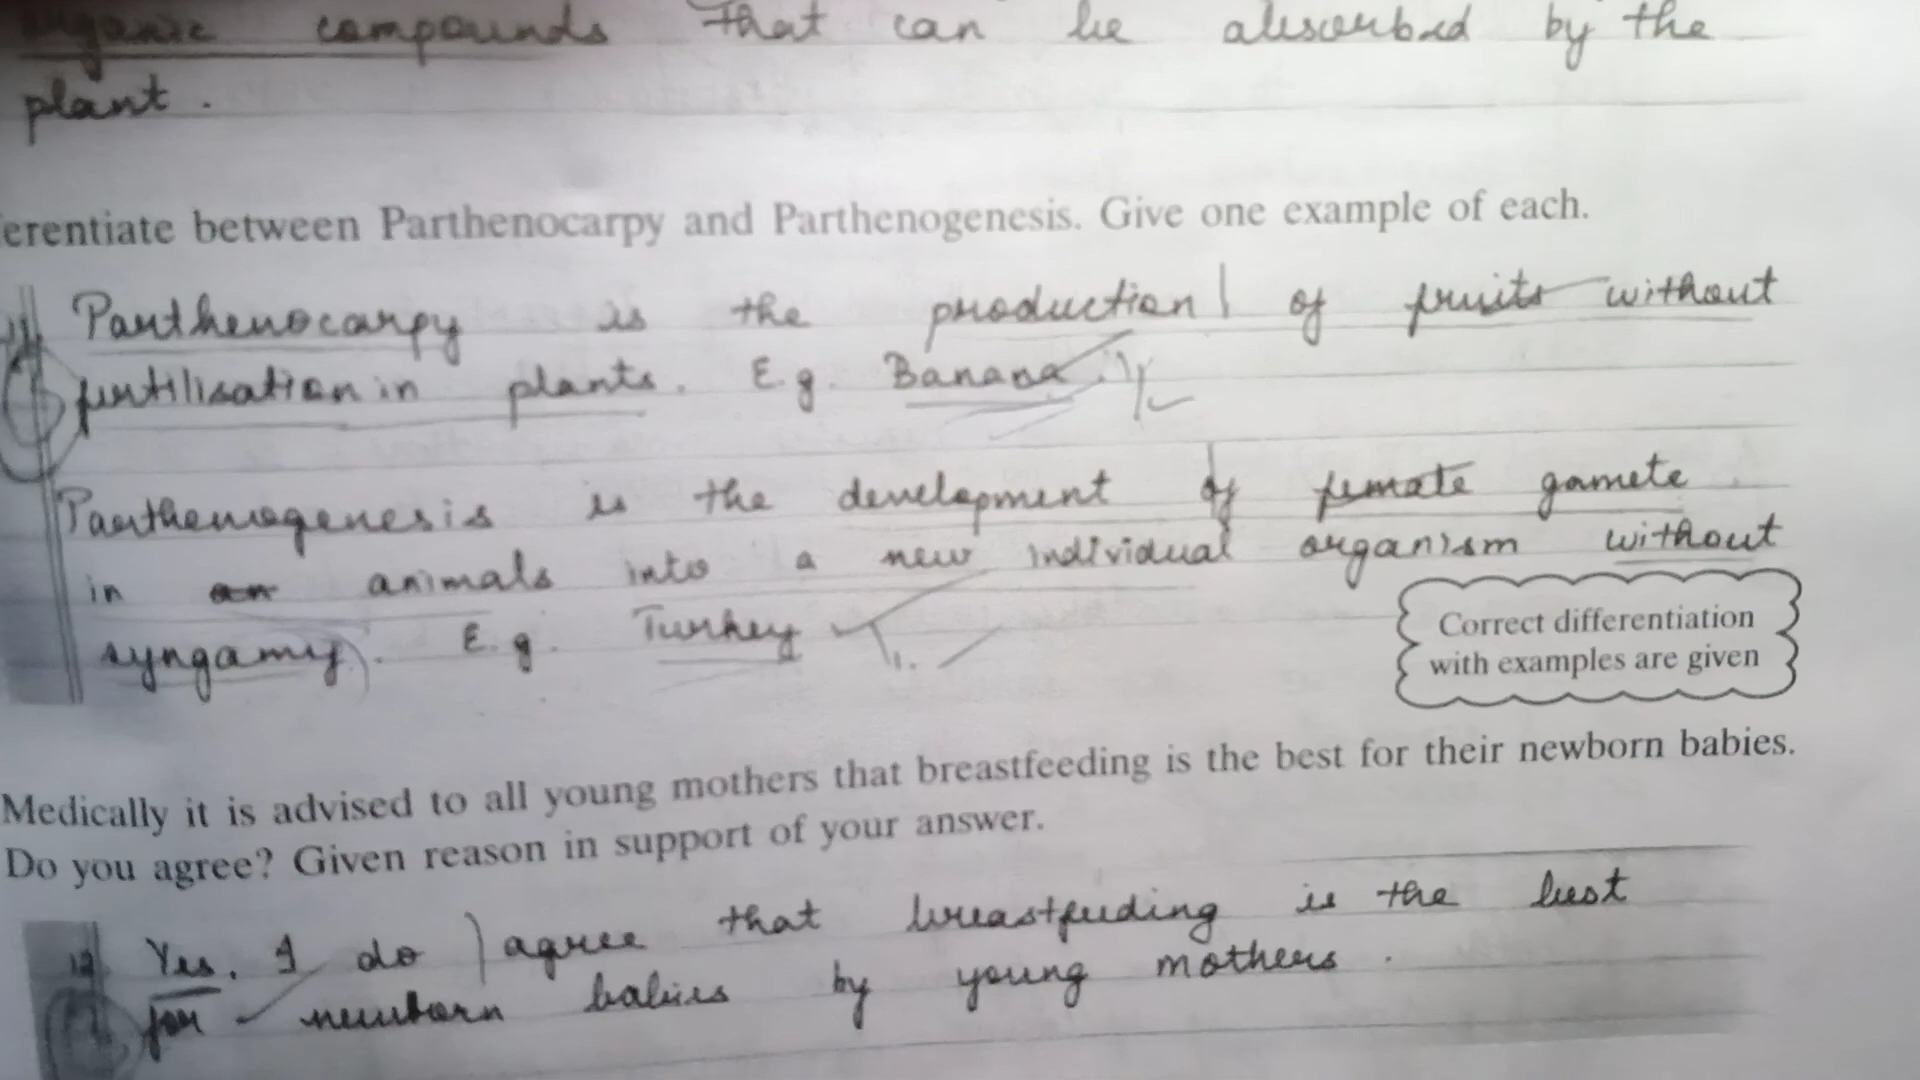 organic compounds that can be absorbed by the
plant.
erentiate between Parthenocarpy and Parthenogenesis. Give one example of each.
Parthenocarpy is the production of fruits without
fertilisation in plants. E.g. Banana.
Parthenogenesis is the development of female gamete
in an animals into a new individual organism without
syngamy. E.g. Turkey
Correct differentiation
with examples are given
Medically it is advised to all young mothers that breastfeeding is the best for their newborn babies.
Do you agree? Given reason in support of your answer.
Yes. I do agree that breastfeeding is the best
for newborn babies by young mothers.